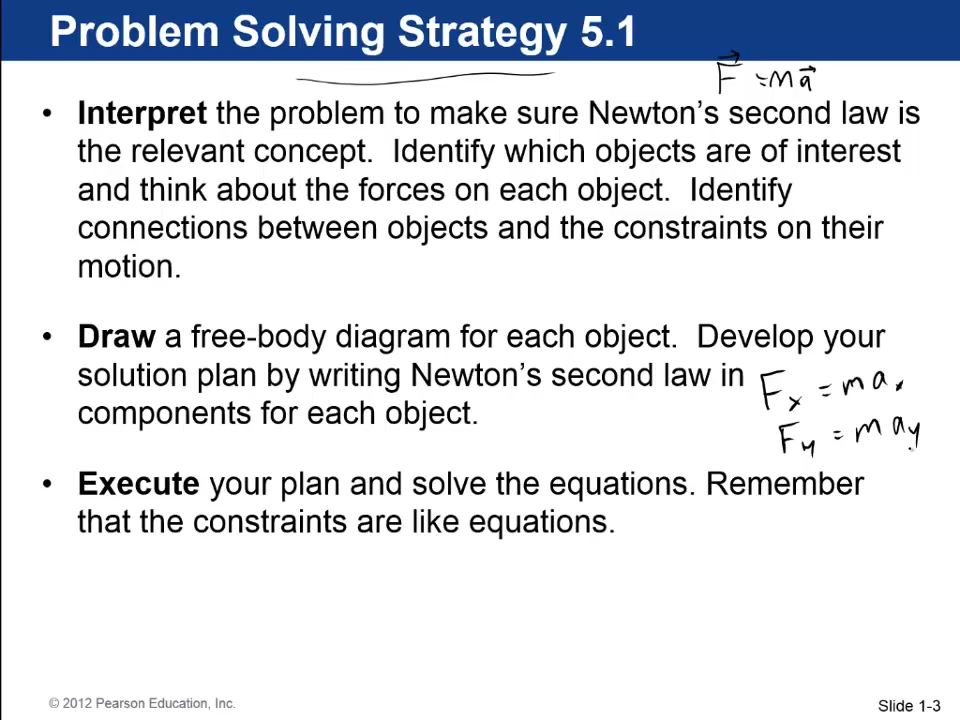 Problem Solving Strategy 5.1
F⃗ = ma⃗
• Interpret the problem to make sure Newton's second law is
the relevant concept. Identify which objects are of interest
and think about the forces on each object. Identify
connections between objects and the constraints on their
motion.
• Draw a free-body diagram for each object. Develop your
solution plan by writing Newton's second law in
components for each object.
Fx = max
Fy = may
• Execute your plan and solve the equations. Remember
that the constraints are like equations.
© 2012 Pearson Education, Inc.
Slide 1-3